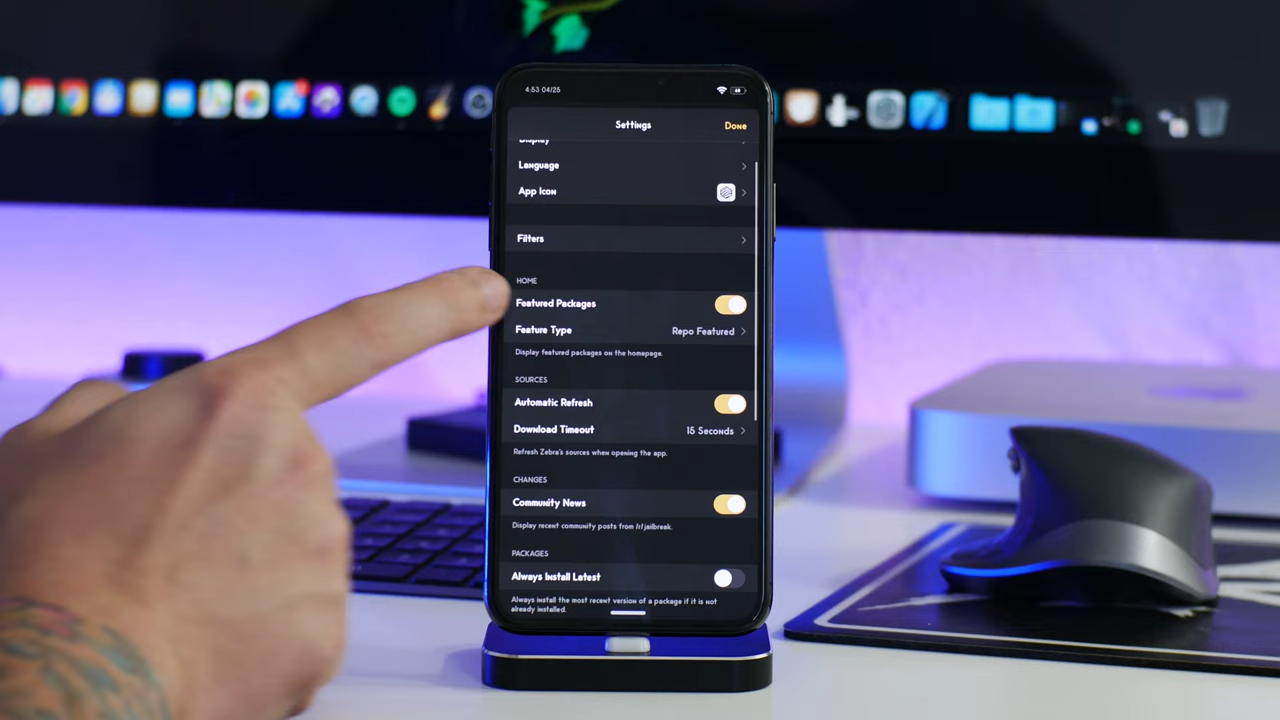 4:53 04/25
48
Settings
Done
Display
Language
App Icon
Filters
HOME
Featured Packages
Feature Type Repo Featured
Display featured packages on the homepage.
SOURCES
Automatic Refresh
Download Timeout 15 Seconds
Refresh Zebra's sources when opening the app.
CHANGES
Community News
Display recent community posts from /r/jailbreak.
PACKAGES
Always Install Latest
Always install the most recent version of a package if it is not
already installed.